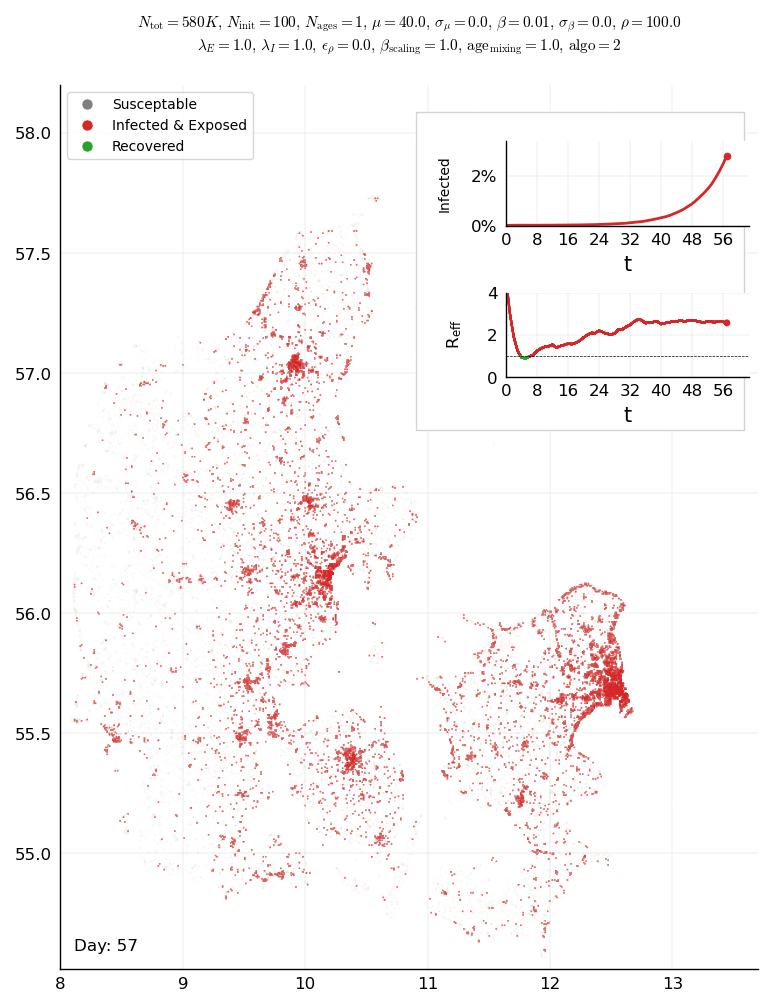 N_tot = 580K, N_init = 100, N_ages = 1, μ = 40.0, σ_μ = 0.0, β = 0.01, σ_β = 0.0, ρ = 100.0
λ_E = 1.0, λ_I = 1.0, ϵ_ρ = 0.0, β_scaling = 1.0, age_mixing = 1.0, algo = 2
Susceptable
Infected & Exposed
Recovered
Infected
2%
0%
0 8 16 24 32 40 48 56
t
R_eff
4
2
0
0 8 16 24 32 40 48 56
t
58.0
57.5
57.0
56.5
56.0
55.5
55.0
Day: 57
8 9 10 11 12 13